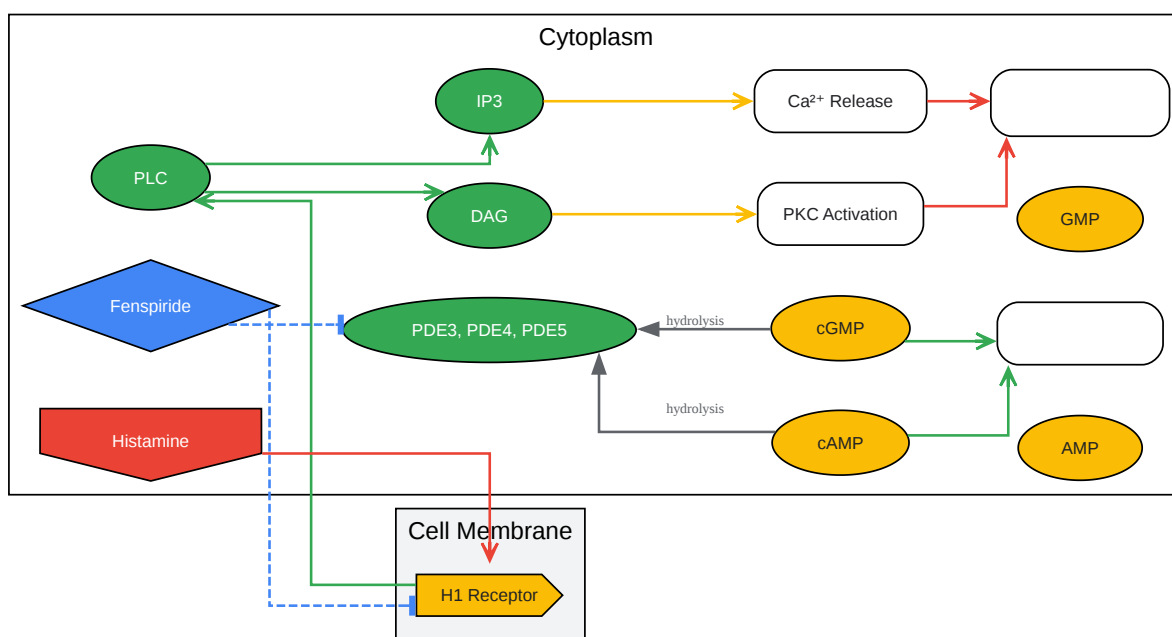 Cytoplasm
IP3
Ca²⁺ Release
PLC
DAG
PKC Activation
GMP
Fenspiride
PDE3, PDE4, PDE5
hydrolysis
cGMP
hydrolysis
Histamine
cAMP
AMP
Cell Membrane
H1 Receptor